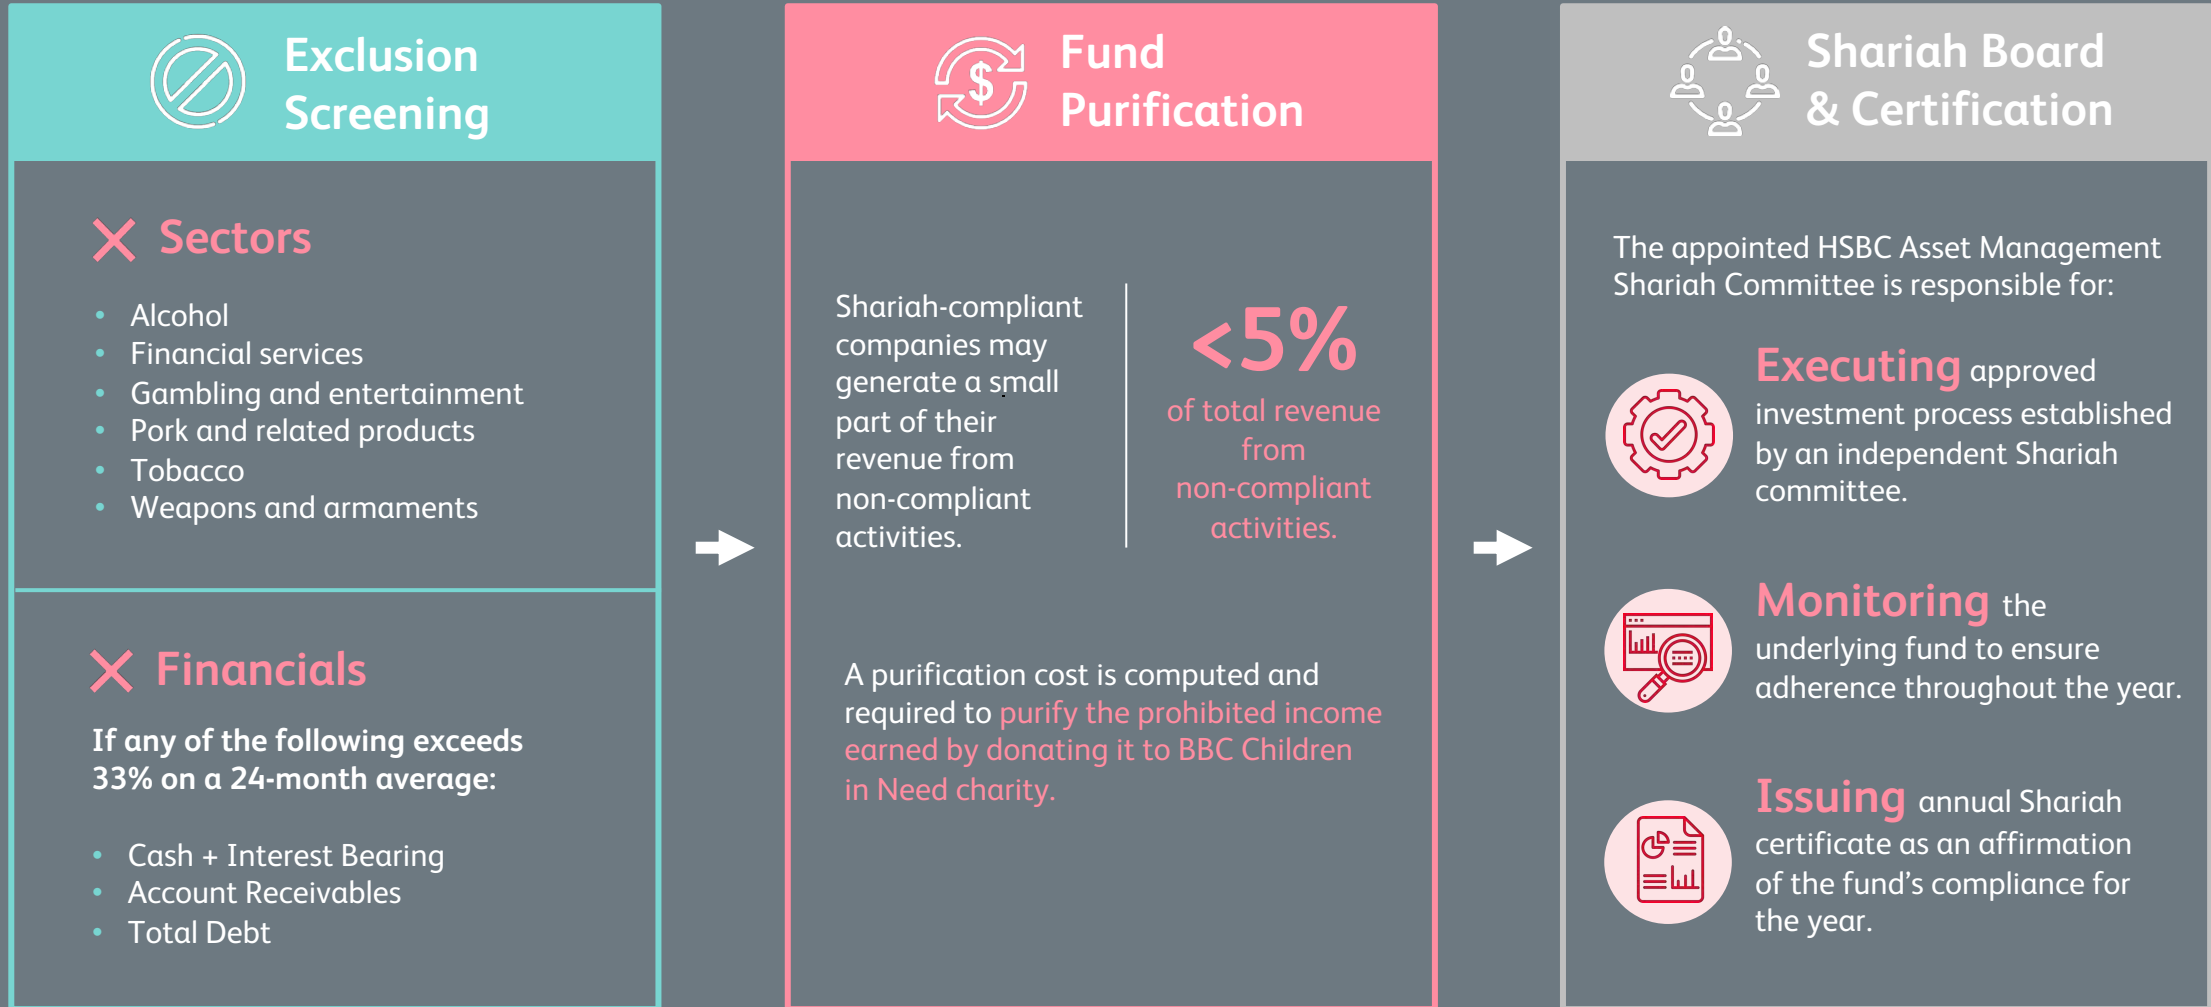 Exclusion
Screening
Sectors
• Alcohol
• Financial services
• Gambling and entertainment
• Pork and related products
• Tobacco
• Weapons and armaments
Financials
If any of the following exceeds
33% on a 24-month average:
• Cash + Interest Bearing
• Account Receivables
• Total Debt
Fund
Purification
Shariah-compliant
companies may
generate a small
part of their
revenue from
non-compliant
activities.
<5%
of total revenue
from
non-compliant
activities.
A purification cost is computed and
required to purify the prohibited income
earned by donating it to BBC Children
in Need charity.
Shariah Board
& Certification
The appointed HSBC Asset Management
Shariah Committee is responsible for:
Executing approved
investment process established
by an independent Shariah
committee.
Monitoring the
underlying fund to ensure
adherence throughout the year.
Issuing annual Shariah
certificate as an affirmation
of the fund’s compliance for
the year.